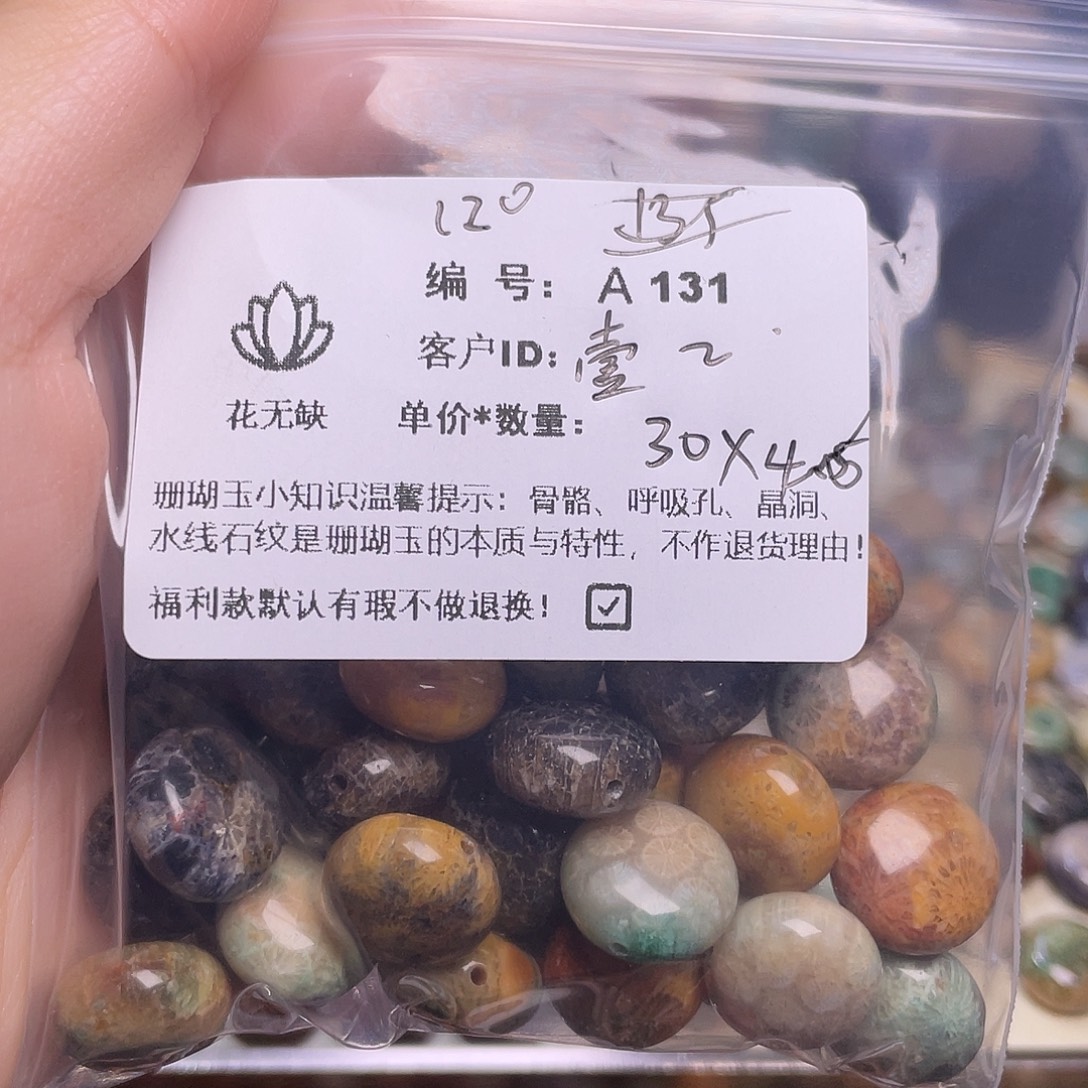 120 135
编 号: A 131
客户ID: 壹 2
花无缺
单价*数量: 30X4
珊瑚玉小知识温馨提示: 骨骼、呼吸孔、晶洞、
水线石纹是珊瑚玉的本质与特性, 不作退货理由!
福利款默认有瑕不做退换!